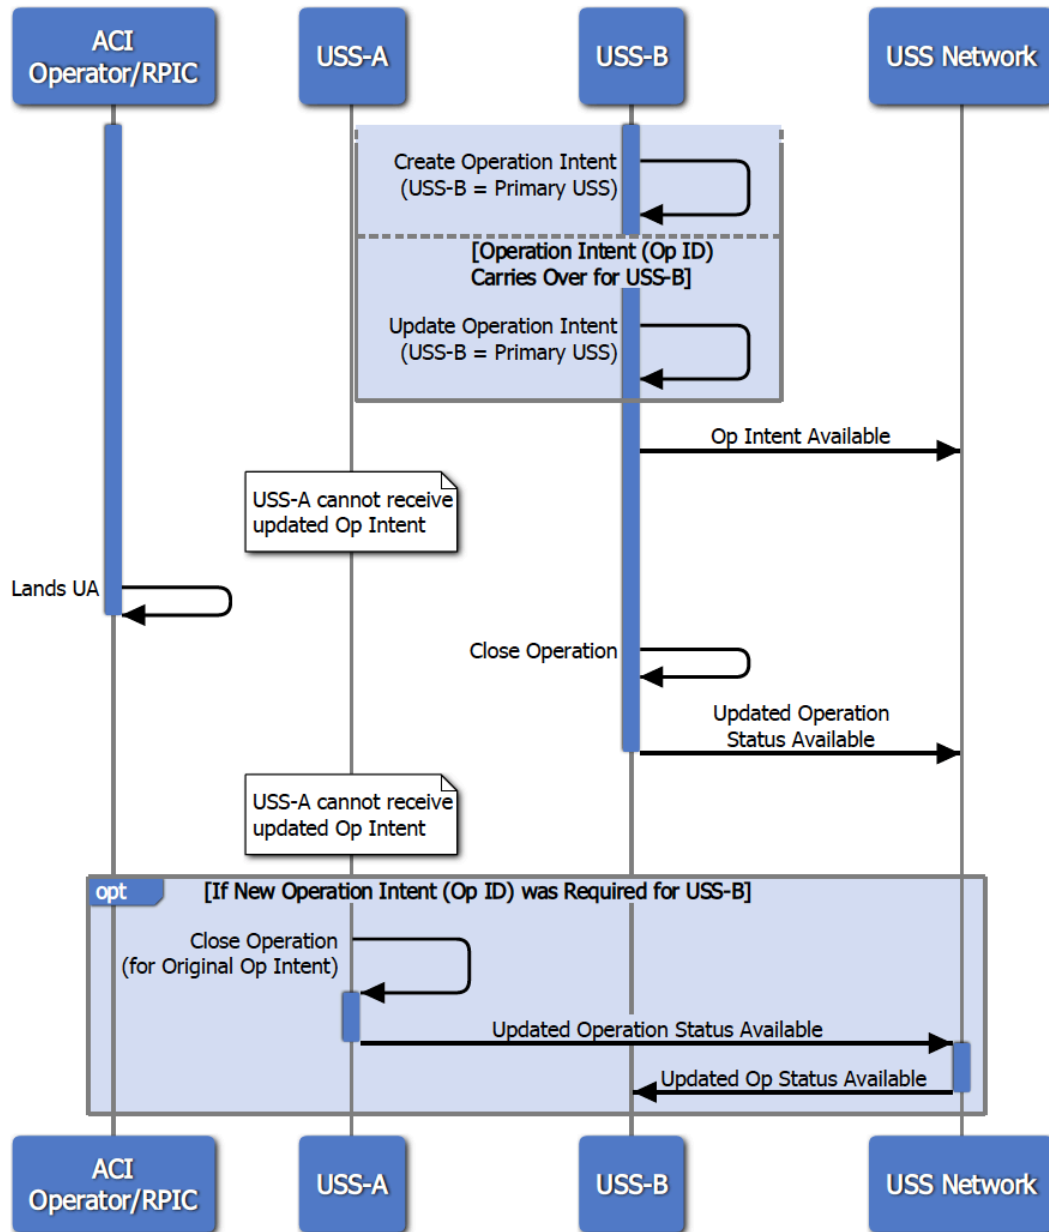 ACI
Operator/RPIC
USS-A
USS-B
USS Network
Create Operation Intent
(USS-B = Primary USS)
[Operation Intent (Op ID)
Carries Over for USS-B]
Update Operation Intent
(USS-B = Primary USS)
Op Intent Available
USS-A cannot receive
updated Op Intent
Lands UA
Close Operation
Updated Operation
Status Available
USS-A cannot receive
updated Op Intent
opt
[If New Operation Intent (Op ID) was Required for USS-B]
Close Operation
(for Original Op Intent)
Updated Operation Status Available
Updated Op Status Available
ACI
Operator/RPIC
USS-A
USS-B
USS Network